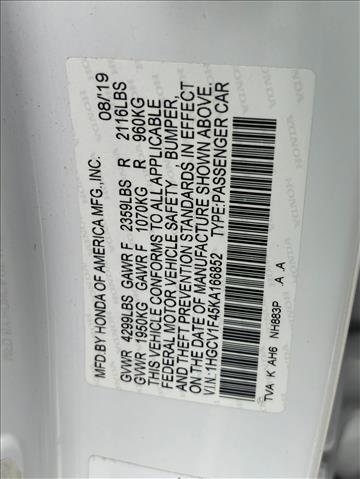 MFD.BY HONDA OF AMERICA MFG., INC. 08/19
GVWR 4299LBS GAWR F 2359LBS R 2116LBS
GVWR 1950KG GAWR F 1070KG R 960KG
THIS VEHICLE CONFORMS TO ALL APPLICABLE
FEDERAL MOTOR VEHICLE SAFETY, BUMPER,
AND THEFT PREVENTION STANDARDS IN EFFECT
ON THE DATE OF MANUFACTURE SHOWN ABOVE.
V.I.N.:1HGCV1F45KA166852 TYPE:PASSENGER CAR
TVA K AH6 NH883P A A
HONDA HONDA